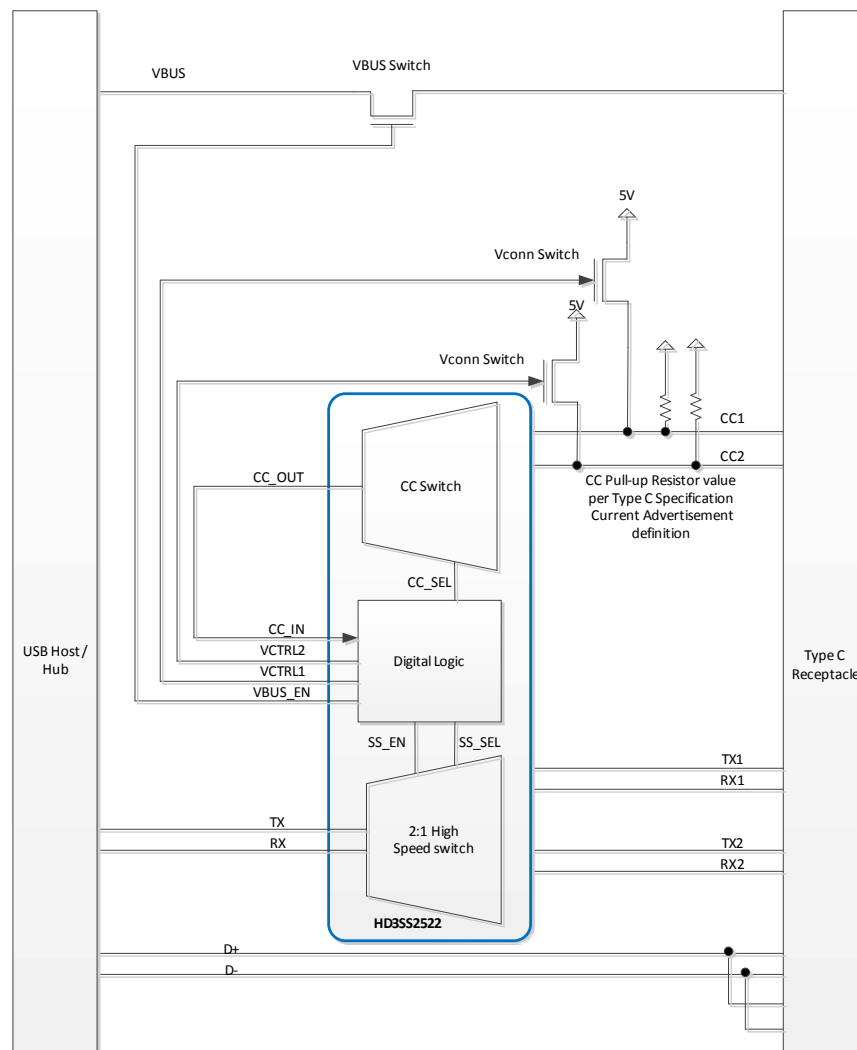 VBUS Switch
VBUS
5V
Vconn Switch
5V
Vconn Switch
CC1
CC2
CC_OUT
CC Switch
CC Pull-up Resistor value
per Type C Specification
Current Advertisement
definition
CC_SEL
CC_IN
VCTRL2
VCTRL1
VBUS_EN
Digital Logic
USB Host /
Hub
Type C
Receptacle
SS_EN
SS_SEL
TX1
RX1
TX
RX
2:1 High
Speed switch
TX2
RX2
HD3SS2522
D+
D-